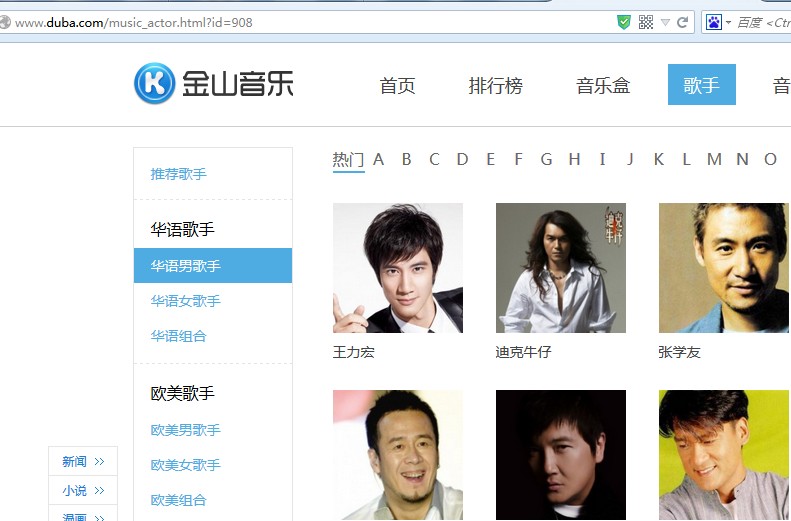 www.duba.com/music_actor.html?id=908
百度 <Ctr
K 金山音乐
首页 排行榜 音乐盒 歌手 音
热门 A B C D E F G H I J K L M N O
推荐歌手
华语歌手
华语男歌手
华语女歌手
华语组合
欧美歌手
欧美男歌手
欧美女歌手
欧美组合
迪克牛仔
王力宏 迪克牛仔 张学友
新闻 >>
小说 >>
漫画 >>